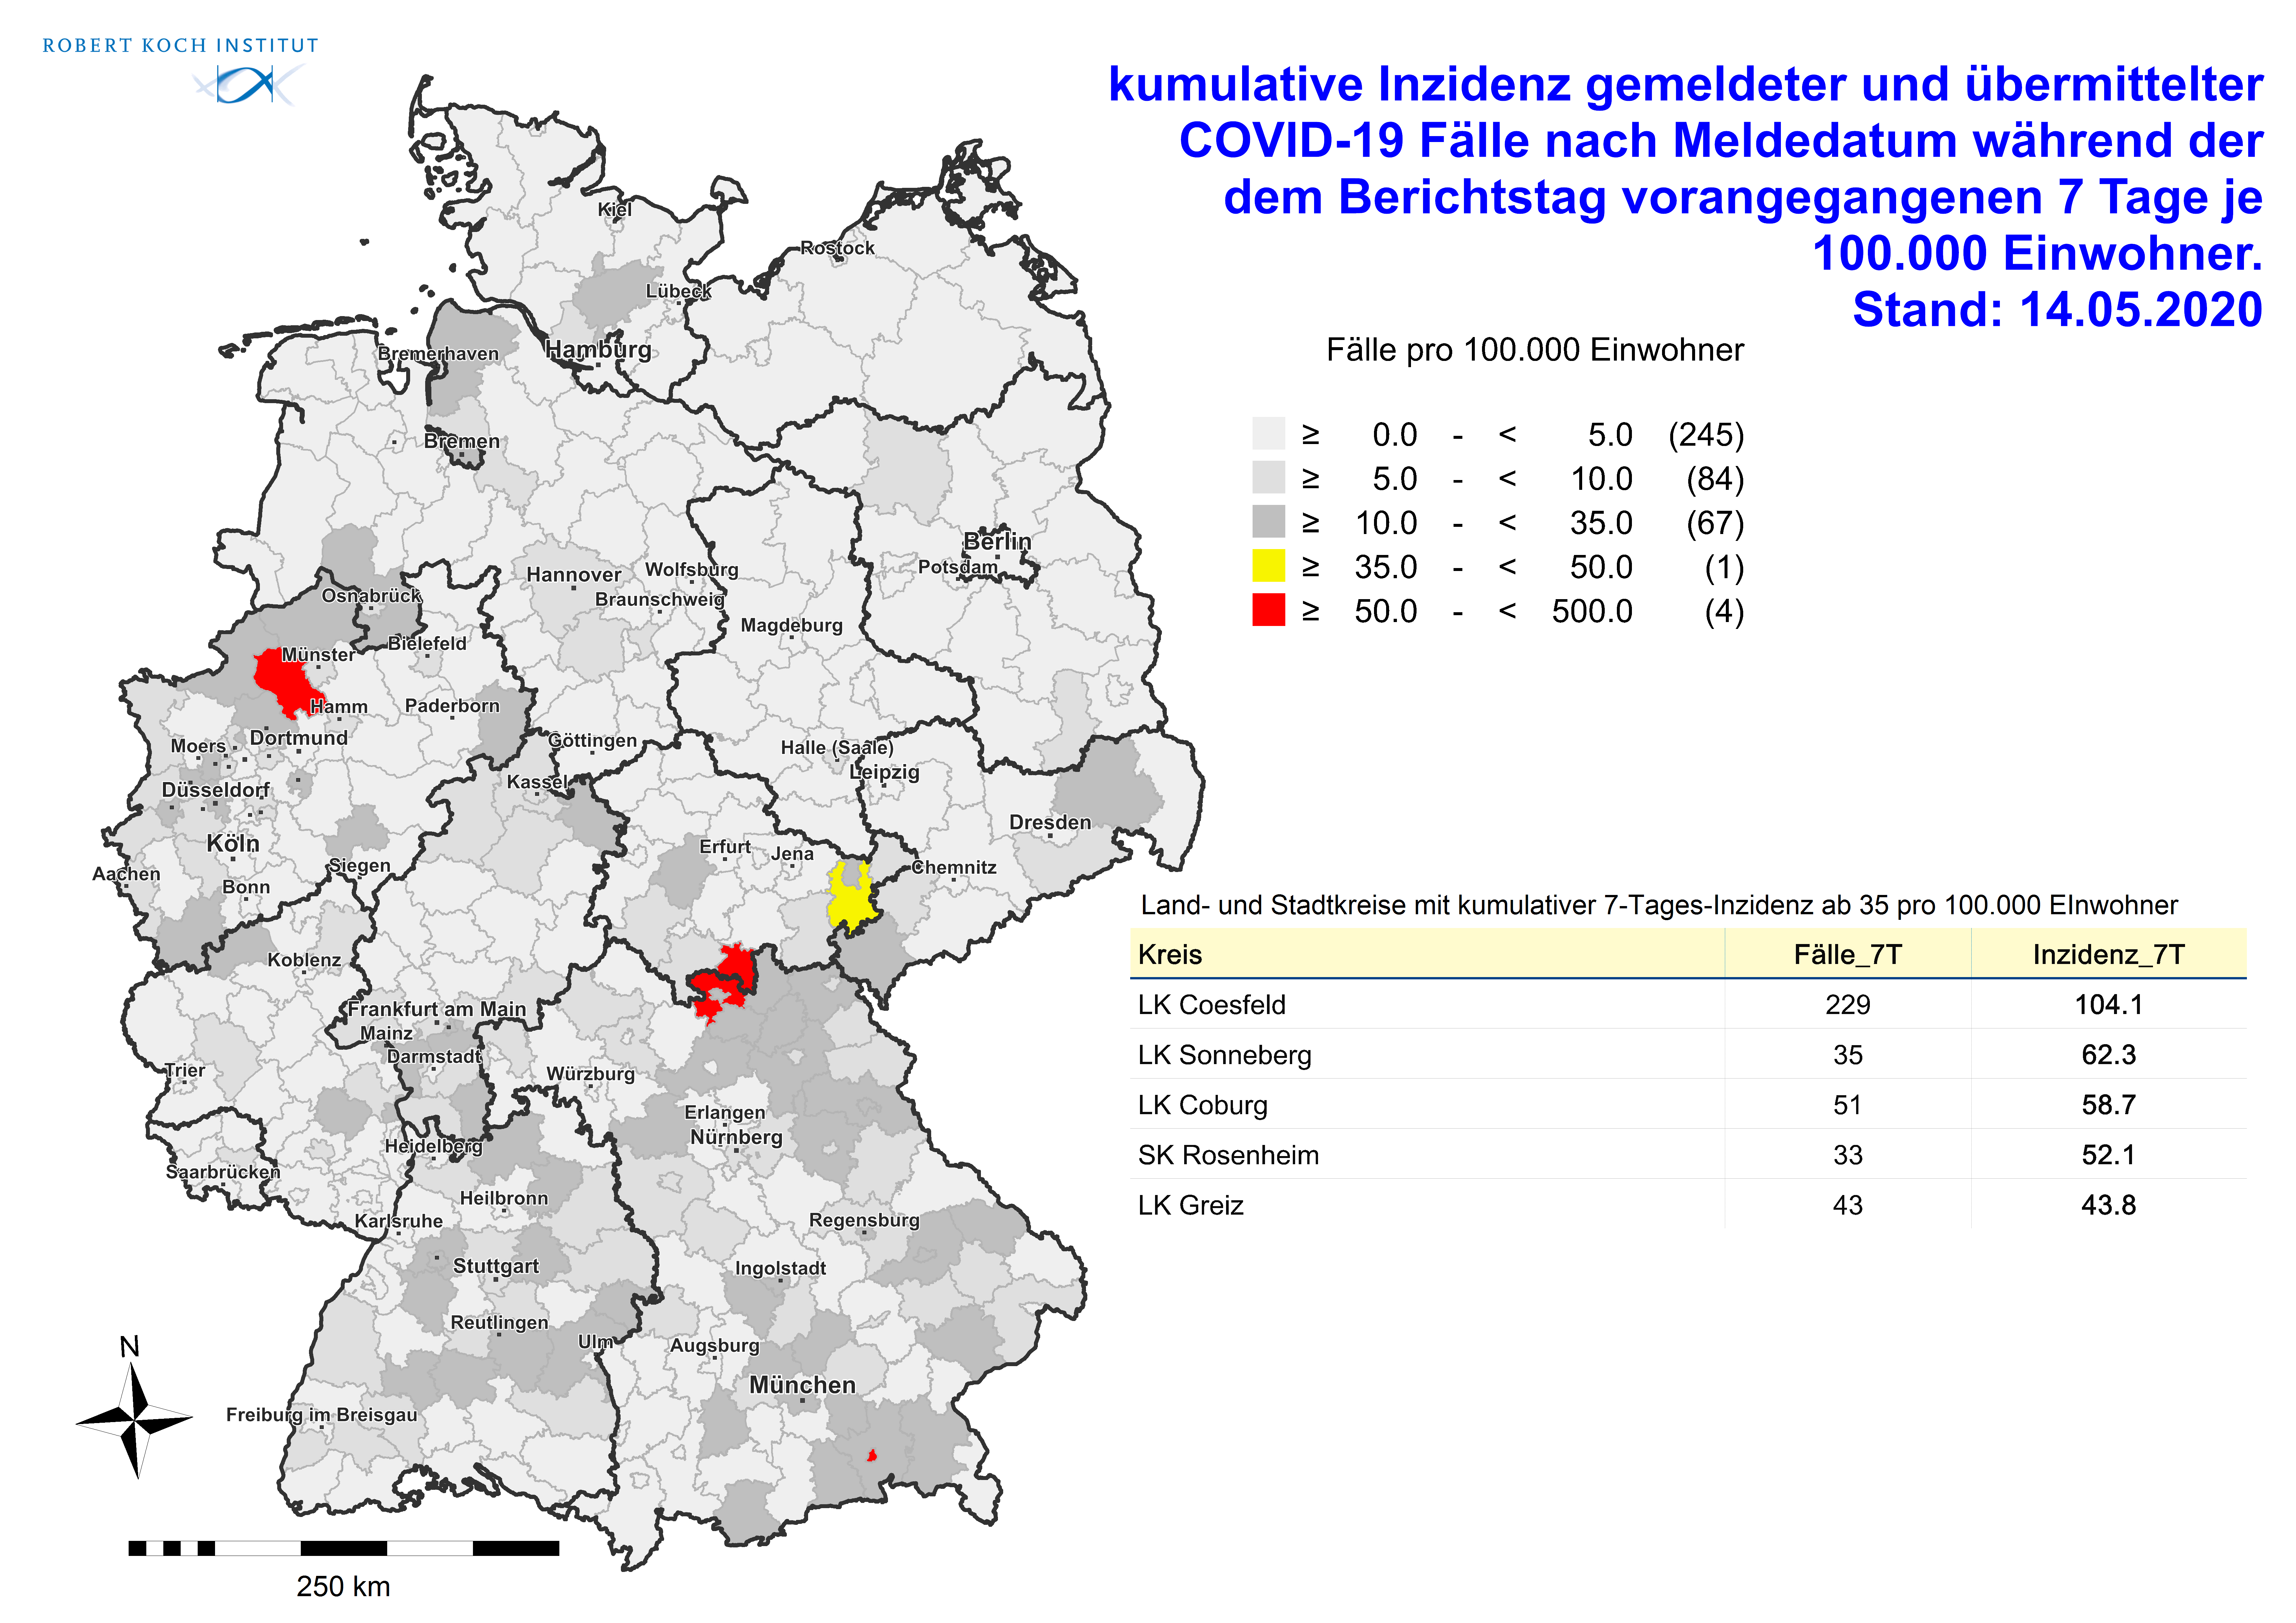 ROBERT KOCH INSTITUT
kumulative Inzidenz gemeldeter und übermittelter
COVID-19 Fälle nach Meldedatum während der
dem Berichtstag vorangegangenen 7 Tage je
100.000 Einwohner.
Stand: 14.05.2020
Fälle pro 100.000 Einwohner
≥ 0.0 - < 5.0 (245)
≥ 5.0 - < 10.0 (84)
≥ 10.0 - < 35.0 (67)
≥ 35.0 - < 50.0 (1)
≥ 50.0 - < 500.0 (4)
Kiel
Rostock
Lübeck
Hamburg
Bremerhaven
Bremen
Berlin
Potsdam
Hannover
Wolfsburg
Braunschweig
Osnabrück
Magdeburg
Bielefeld
Münster
Hamm
Paderborn
Dortmund
Moers
Göttingen
Halle (Saale)
Leipzig
Kassel
Düsseldorf
Dresden
Köln
Erfurt
Jena
Chemnitz
Siegen
Aachen
Bonn
Koblenz
Frankfurt am Main
Mainz
Darmstadt
Trier
Würzburg
Erlangen
Nürnberg
Heidelberg
Saarbrücken
Heilbronn
Karlsruhe
Regensburg
Stuttgart
Ingolstadt
Reutlingen
Ulm
Augsburg
München
Freiburg im Breisgau
N
250 km
Land- und Stadtkreise mit kumulativer 7-Tages-Inzidenz ab 35 pro 100.000 EInwohner
Kreis Fälle_7T Inzidenz_7T
LK Coesfeld 229 104.1
LK Sonneberg 35 62.3
LK Coburg 51 58.7
SK Rosenheim 33 52.1
LK Greiz 43 43.8